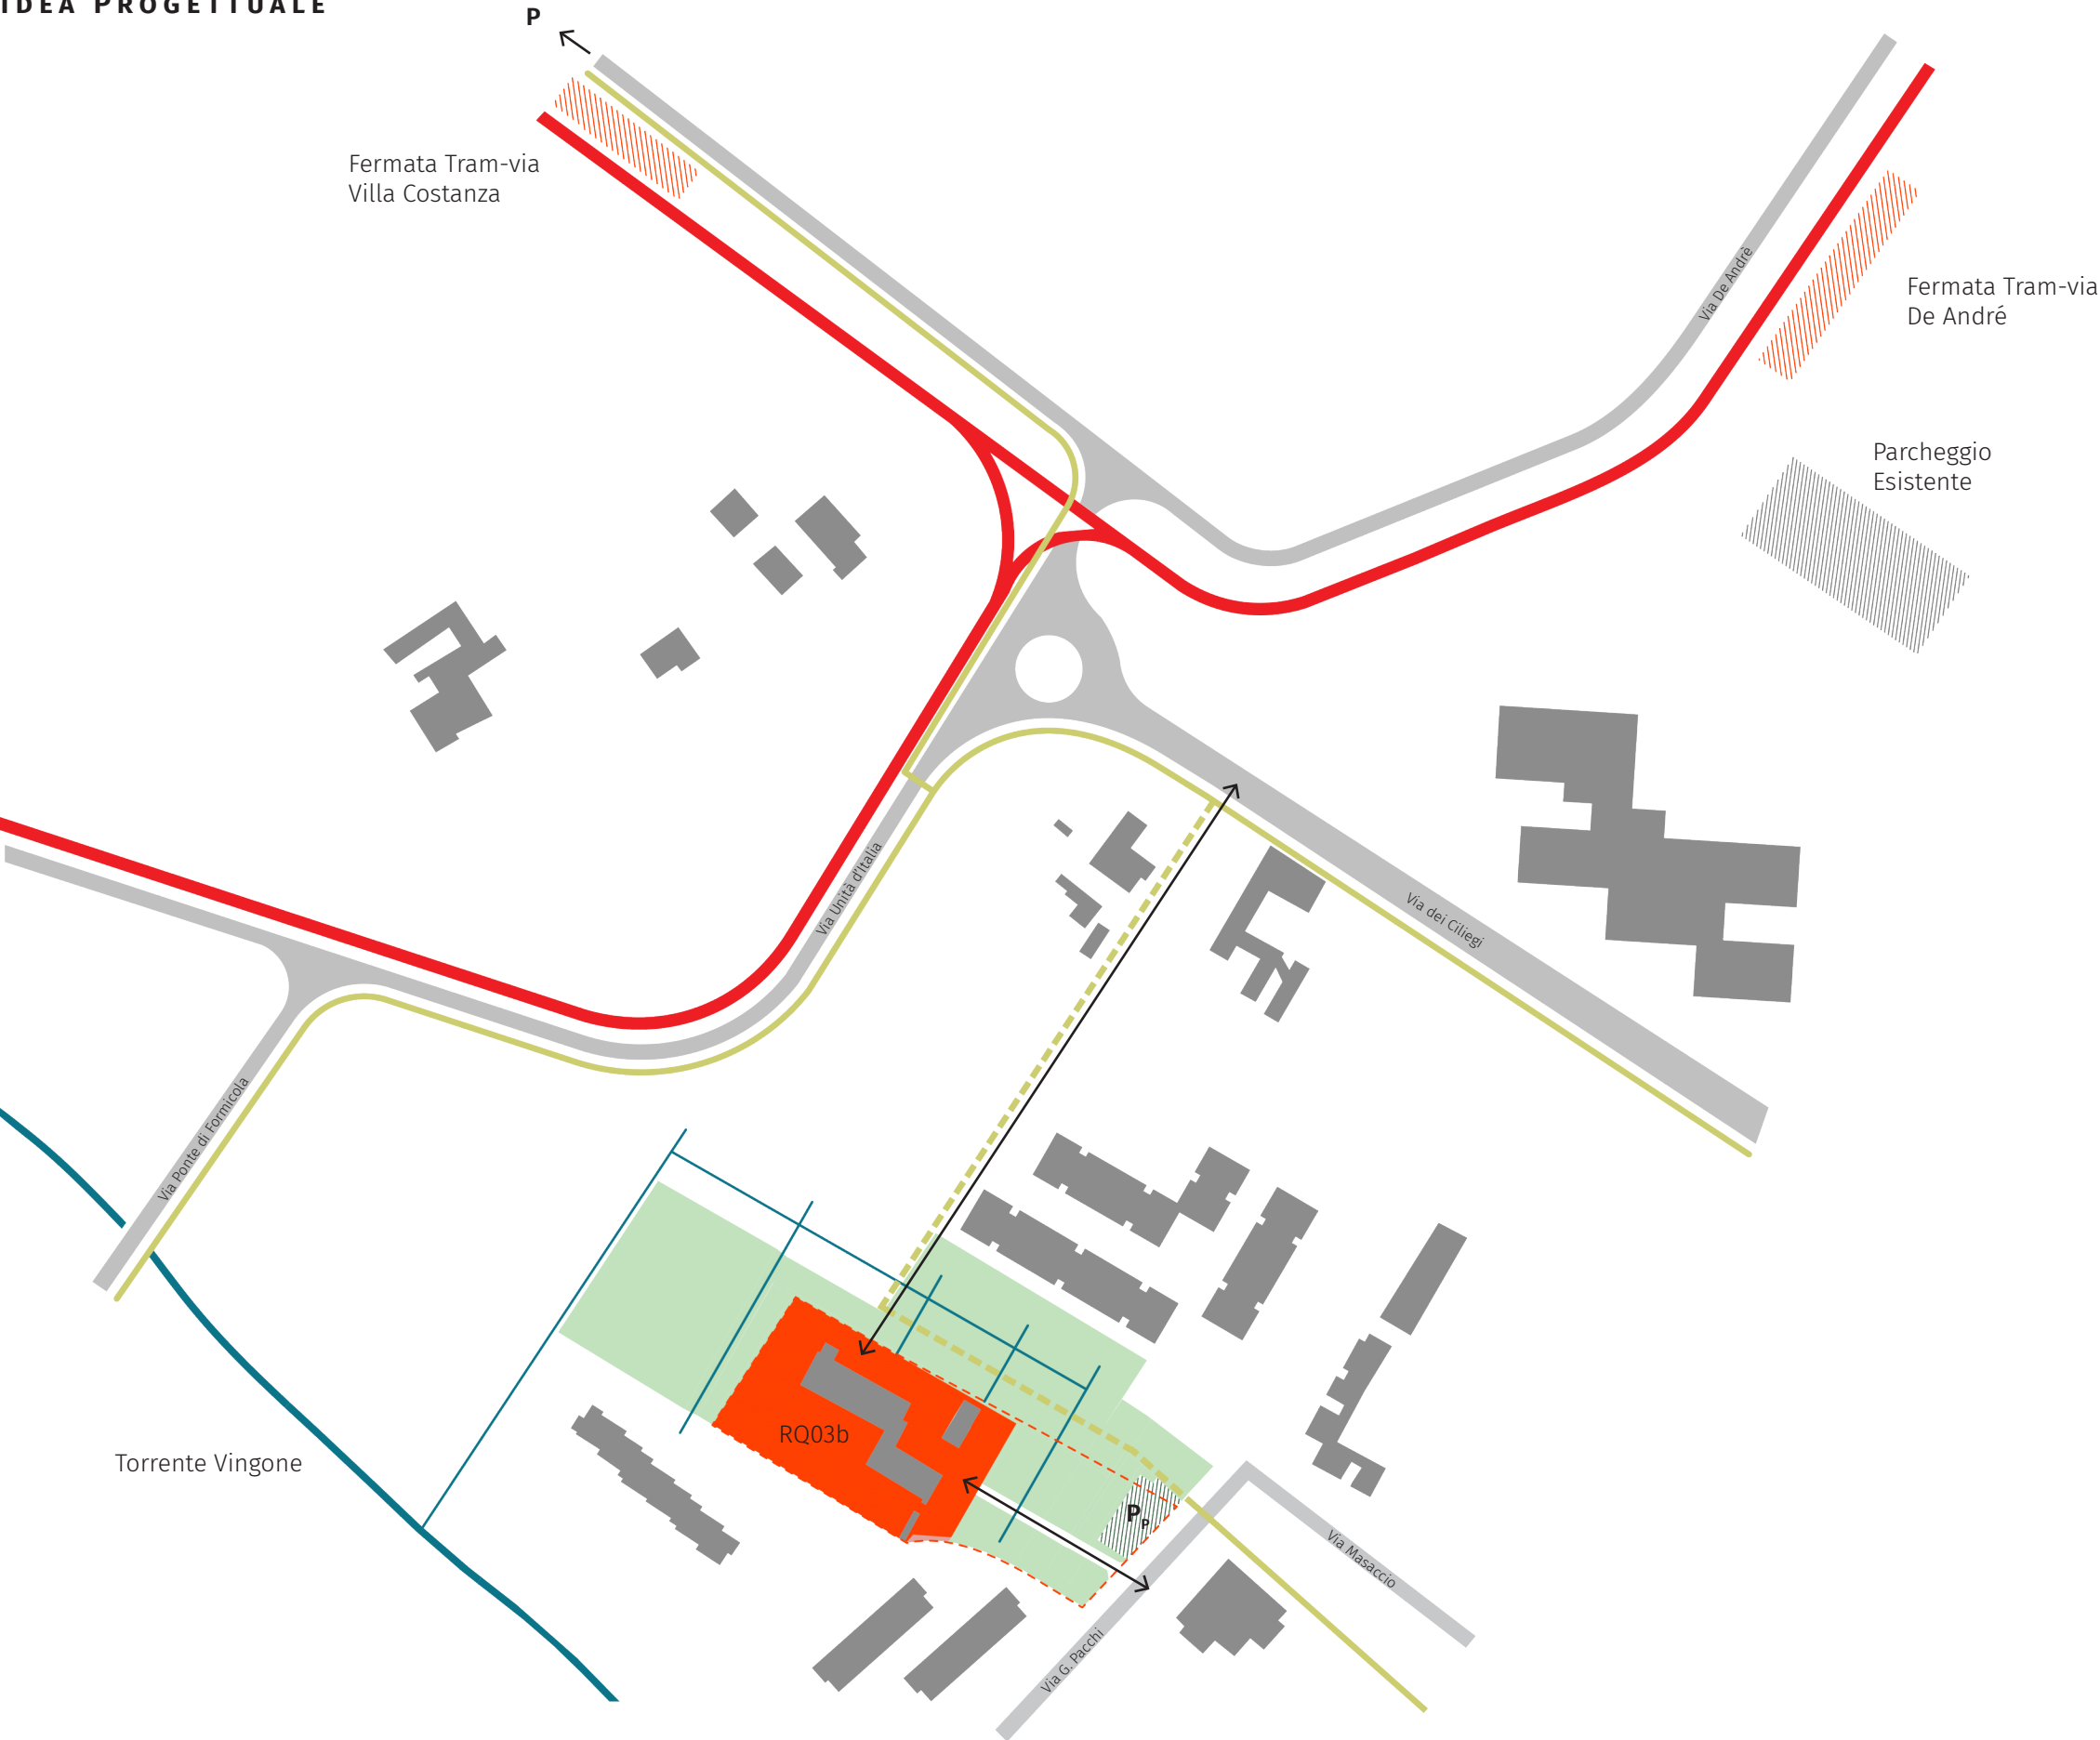 IDEA PROGETTUALE
P
Fermata Tram-via
Villa Costanza
Via De André
Fermata Tram-via
De André
Parcheggio
Esistente
Via Unità d'Italia
Via dei Ciliegi
Via Ponte di Formicola
RQ03b
Torrente Vingone
PP
Via Masaccio
Via G. Pacchi